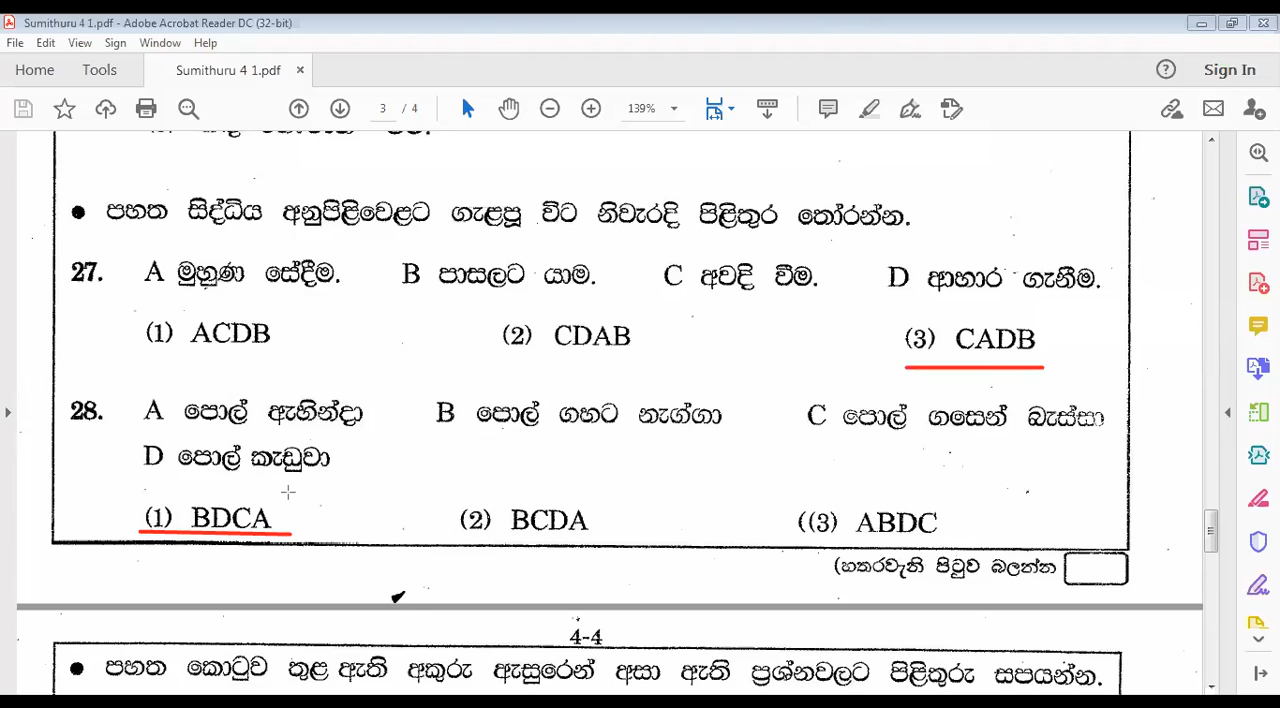 Sumithuru 4 1.pdf - Adobe Acrobat Reader DC (32-bit)
File Edit View Sign Window Help
Home Tools Sumithuru 4 1.pdf × Sign In
3 / 4 139%
● පහත සිද්ධිය අනුපිළිවෙළට ගැළපූ විට නිවැරදි පිළිතුර තෝරන්න.
27. A මුහුණ සේදීම. B පාසලට යාම. C අවදි වීම. D ආහාර ගැනීම.
(1) ACDB (2) CDAB (3) CADB
28. A පොල් ඇහින්දා B පොල් ගහට නැග්ගා C පොල් ගසෙන් බැස්සා
D පොල් කැඩුවා
(1) BDCA (2) BCDA ((3) ABDC
(හතරවැනි පිටුව බලන්න
4-4
● පහත කොටුව තුළ ඇති අකුරු ඇසුරෙන් අසා ඇති ප්‍රශ්නවලට පිළිතුරු සපයන්න.